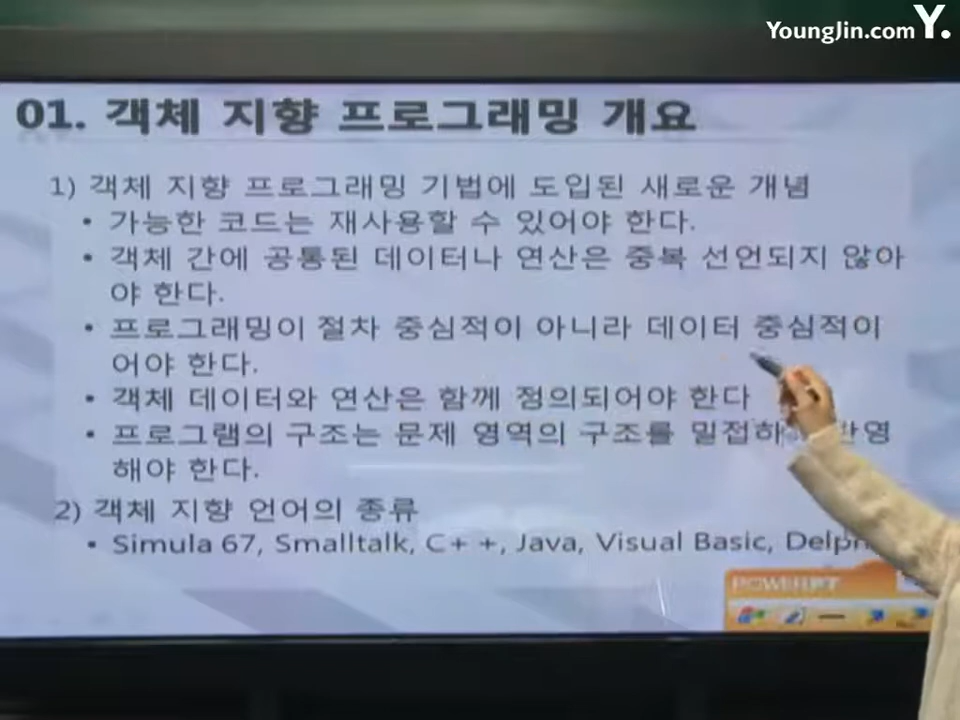 YoungJin.com Y.
01. 객체 지향 프로그래밍 개요
1) 객체 지향 프로그래밍 기법에 도입된 새로운 개념
• 가능한 코드는 재사용할 수 있어야 한다.
• 객체 간에 공통된 데이터나 연산은 중복 선언되지 않아
야 한다.
• 프로그래밍이 절차 중심적이 아니라 데이터 중심적이
어야 한다.
• 객체 데이터와 연산은 함께 정의되어야 한다
• 프로그램의 구조는 문제 영역의 구조를 밀접하 반영
해야 한다.
2) 객체 지향 언어의 종류
• Simula 67, Smalltalk, C+ +, Java, Visual Basic, Delph